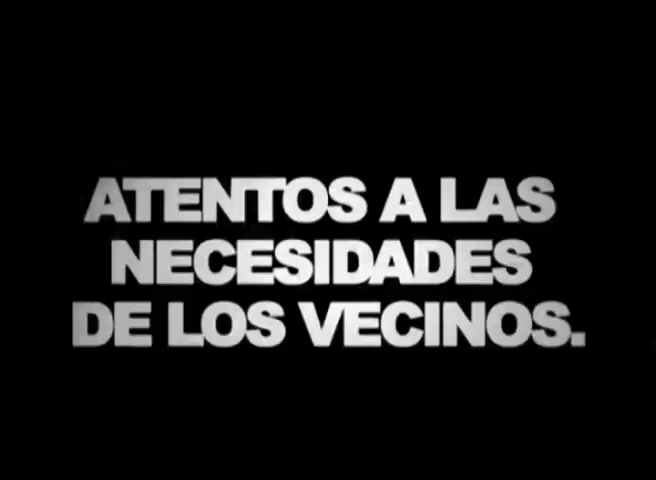 ATENTOS A LAS
NECESIDADES
DE LOS VECINOS.